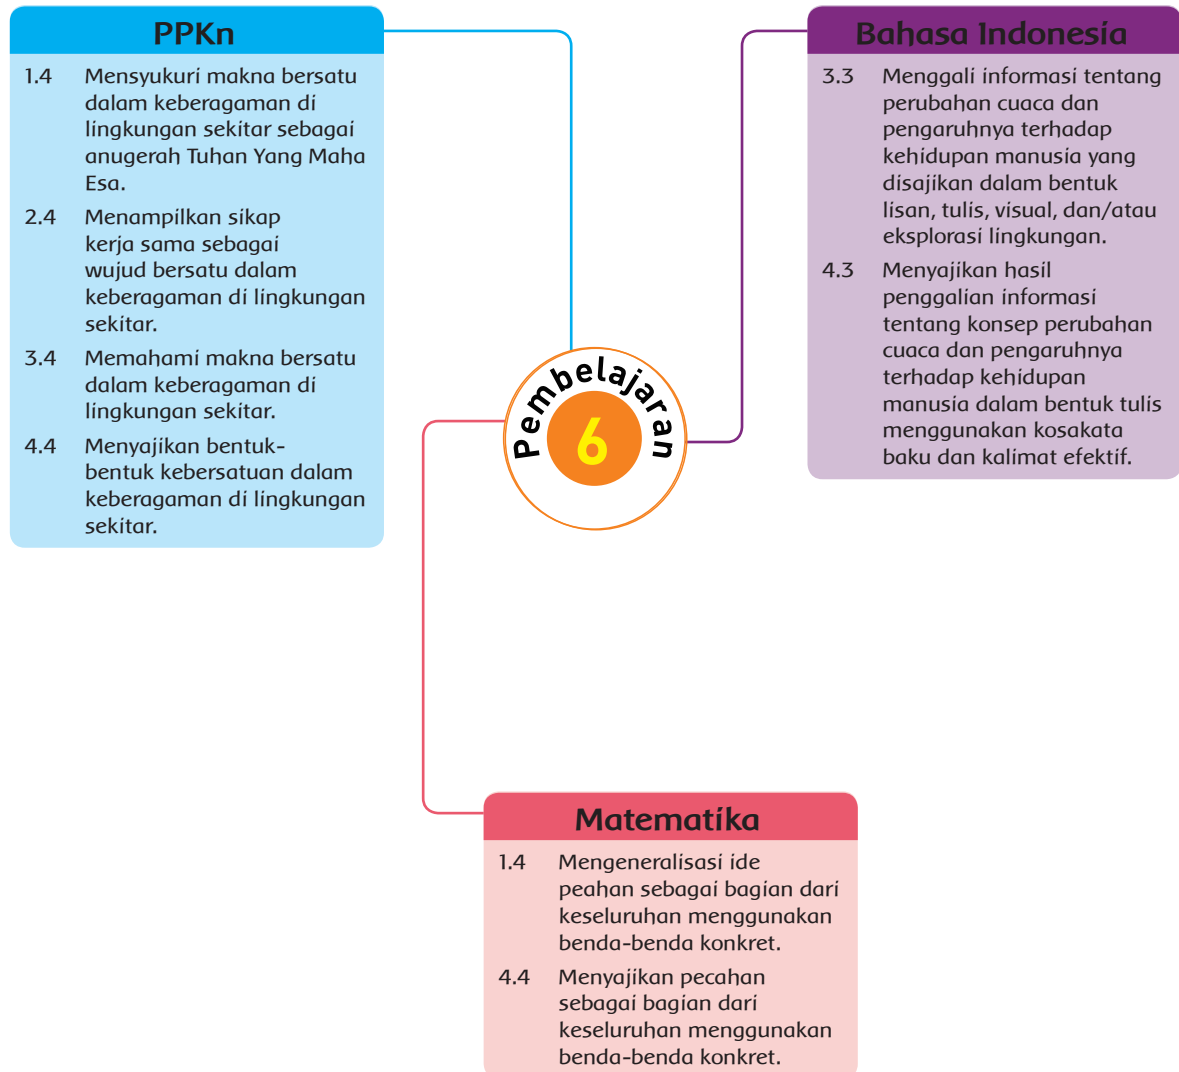 PPKn
1.4 Mensyukuri makna bersatu
dalam keberagaman di
lingkungan sekitar sebagai
anugerah Tuhan Yang Maha
Esa.
2.4 Menampilkan sikap
kerja sama sebagai
wujud bersatu dalam
keberagaman di lingkungan
sekitar.
3.4 Memahami makna bersatu
dalam keberagaman di
lingkungan sekitar.
4.4 Menyajikan bentuk-
bentuk kebersatuan dalam
keberagaman di lingkungan
sekitar.
Bahasa Indonesia
3.3 Menggali informasi tentang
perubahan cuaca dan
pengaruhnya terhadap
kehidupan manusia yang
disajikan dalam bentuk
lisan, tulis, visual, dan/atau
eksplorasi lingkungan.
4.3 Menyajikan hasil
penggalian informasi
tentang konsep perubahan
cuaca dan pengaruhnya
terhadap kehidupan
manusia dalam bentuk tulis
menggunakan kosakata
baku dan kalimat efektif.
Pembelajaran
6
Matematika
1.4 Mengeneralisasi ide
peahan sebagai bagian dari
keseluruhan menggunakan
benda-benda konkret.
4.4 Menyajikan pecahan
sebagai bagian dari
keseluruhan menggunakan
benda-benda konkret.